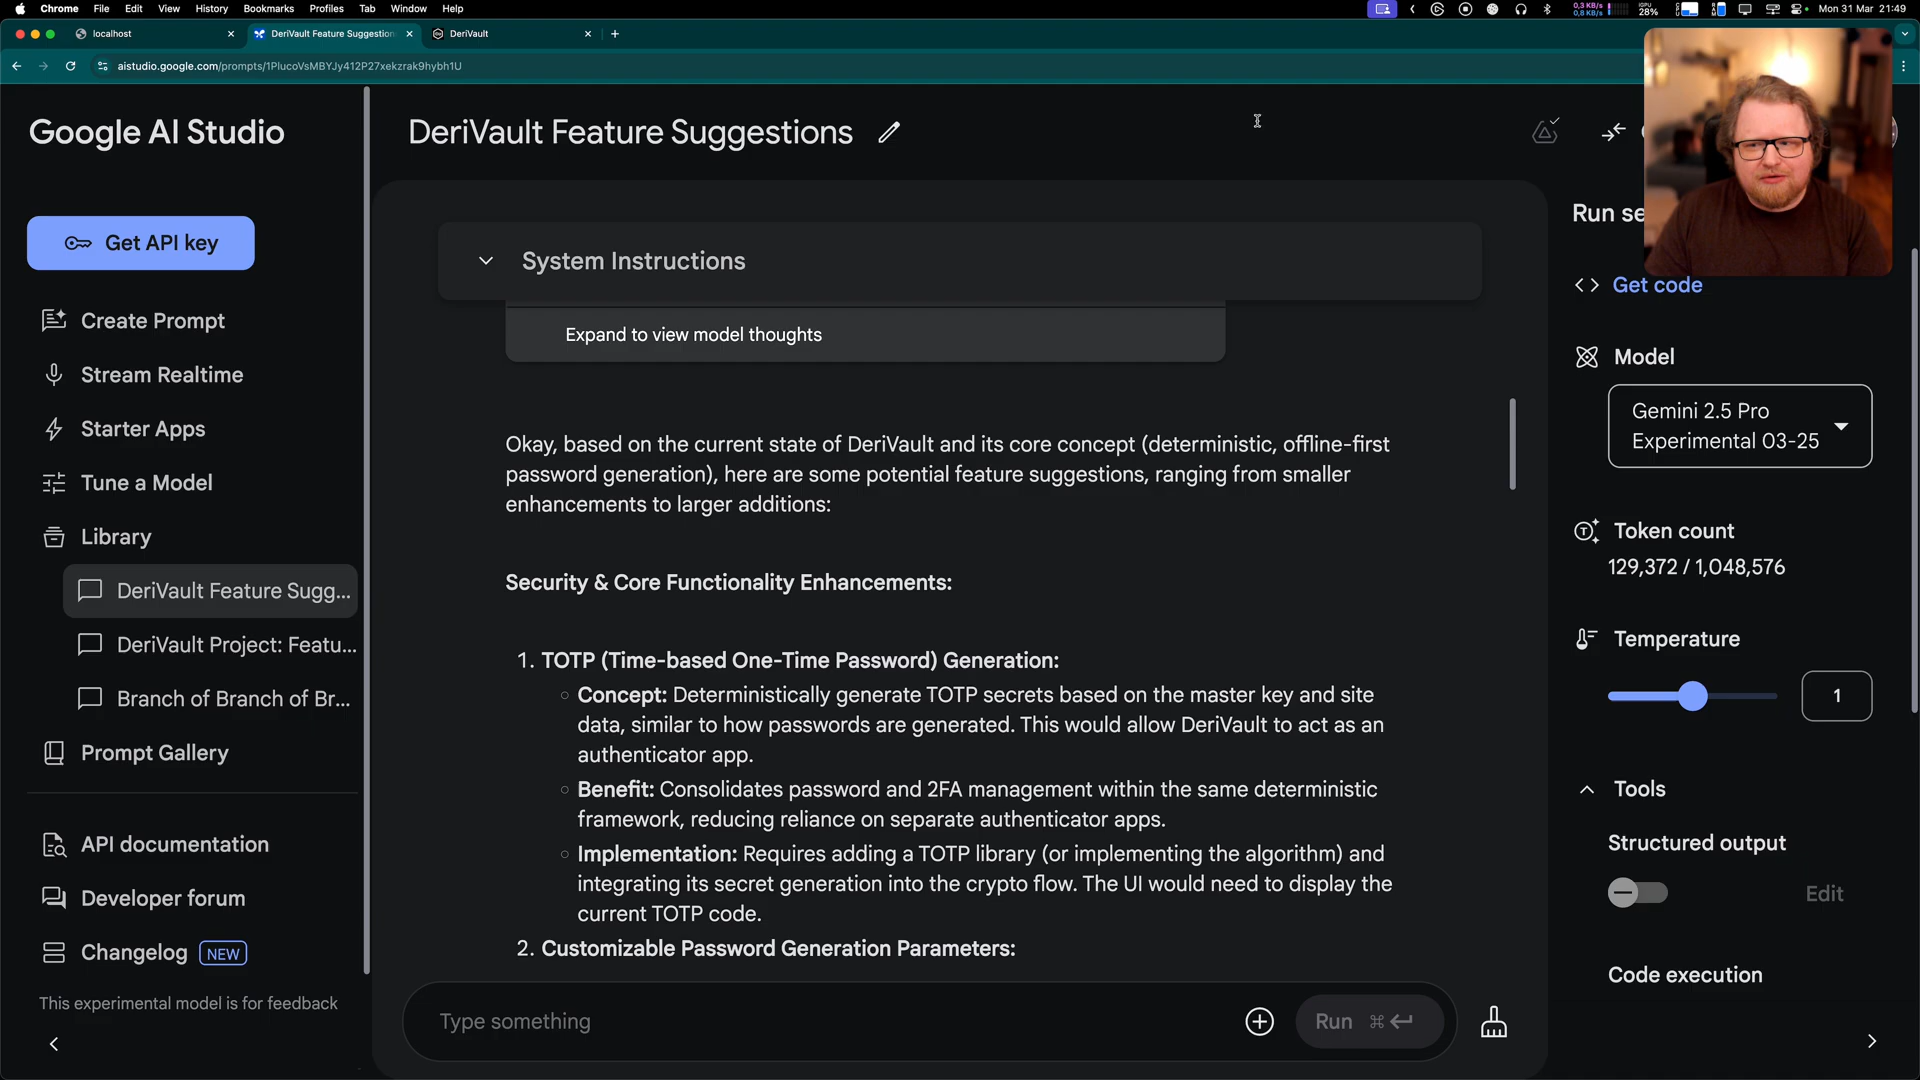 Chrome File Edit View History Bookmarks Profiles Tab Window Help
0,3 KB/s
0,8 KB/s
IGPU
28%
Mon 31 Mar 21:49
localhost
DeriVault Feature Suggestion
DeriVault
aistudio.google.com/prompts/1PlucoVsMBYJy412P27xekzrak9hybh1U
Google AI Studio
Get API key
Create Prompt
Stream Realtime
Starter Apps
Tune a Model
Library
DeriVault Feature Sugg...
DeriVault Project: Featu...
Branch of Branch of Br...
Prompt Gallery
API documentation
Developer forum
Changelog NEW
This experimental model is for feedback
DeriVault Feature Suggestions
System Instructions
Expand to view model thoughts
Okay, based on the current state of DeriVault and its core concept (deterministic, offline-first
password generation), here are some potential feature suggestions, ranging from smaller
enhancements to larger additions:
Security & Core Functionality Enhancements:
1. TOTP (Time-based One-Time Password) Generation:
Concept: Deterministically generate TOTP secrets based on the master key and site
data, similar to how passwords are generated. This would allow DeriVault to act as an
authenticator app.
Benefit: Consolidates password and 2FA management within the same deterministic
framework, reducing reliance on separate authenticator apps.
Implementation: Requires adding a TOTP library (or implementing the algorithm) and
integrating its secret generation into the crypto flow. The UI would need to display the
current TOTP code.
2. Customizable Password Generation Parameters:
Type something
Run ⌘
Run se
Get code
Model
Gemini 2.5 Pro
Experimental 03-25
Token count
129,372 / 1,048,576
Temperature
1
Tools
Structured output
Edit
Code execution